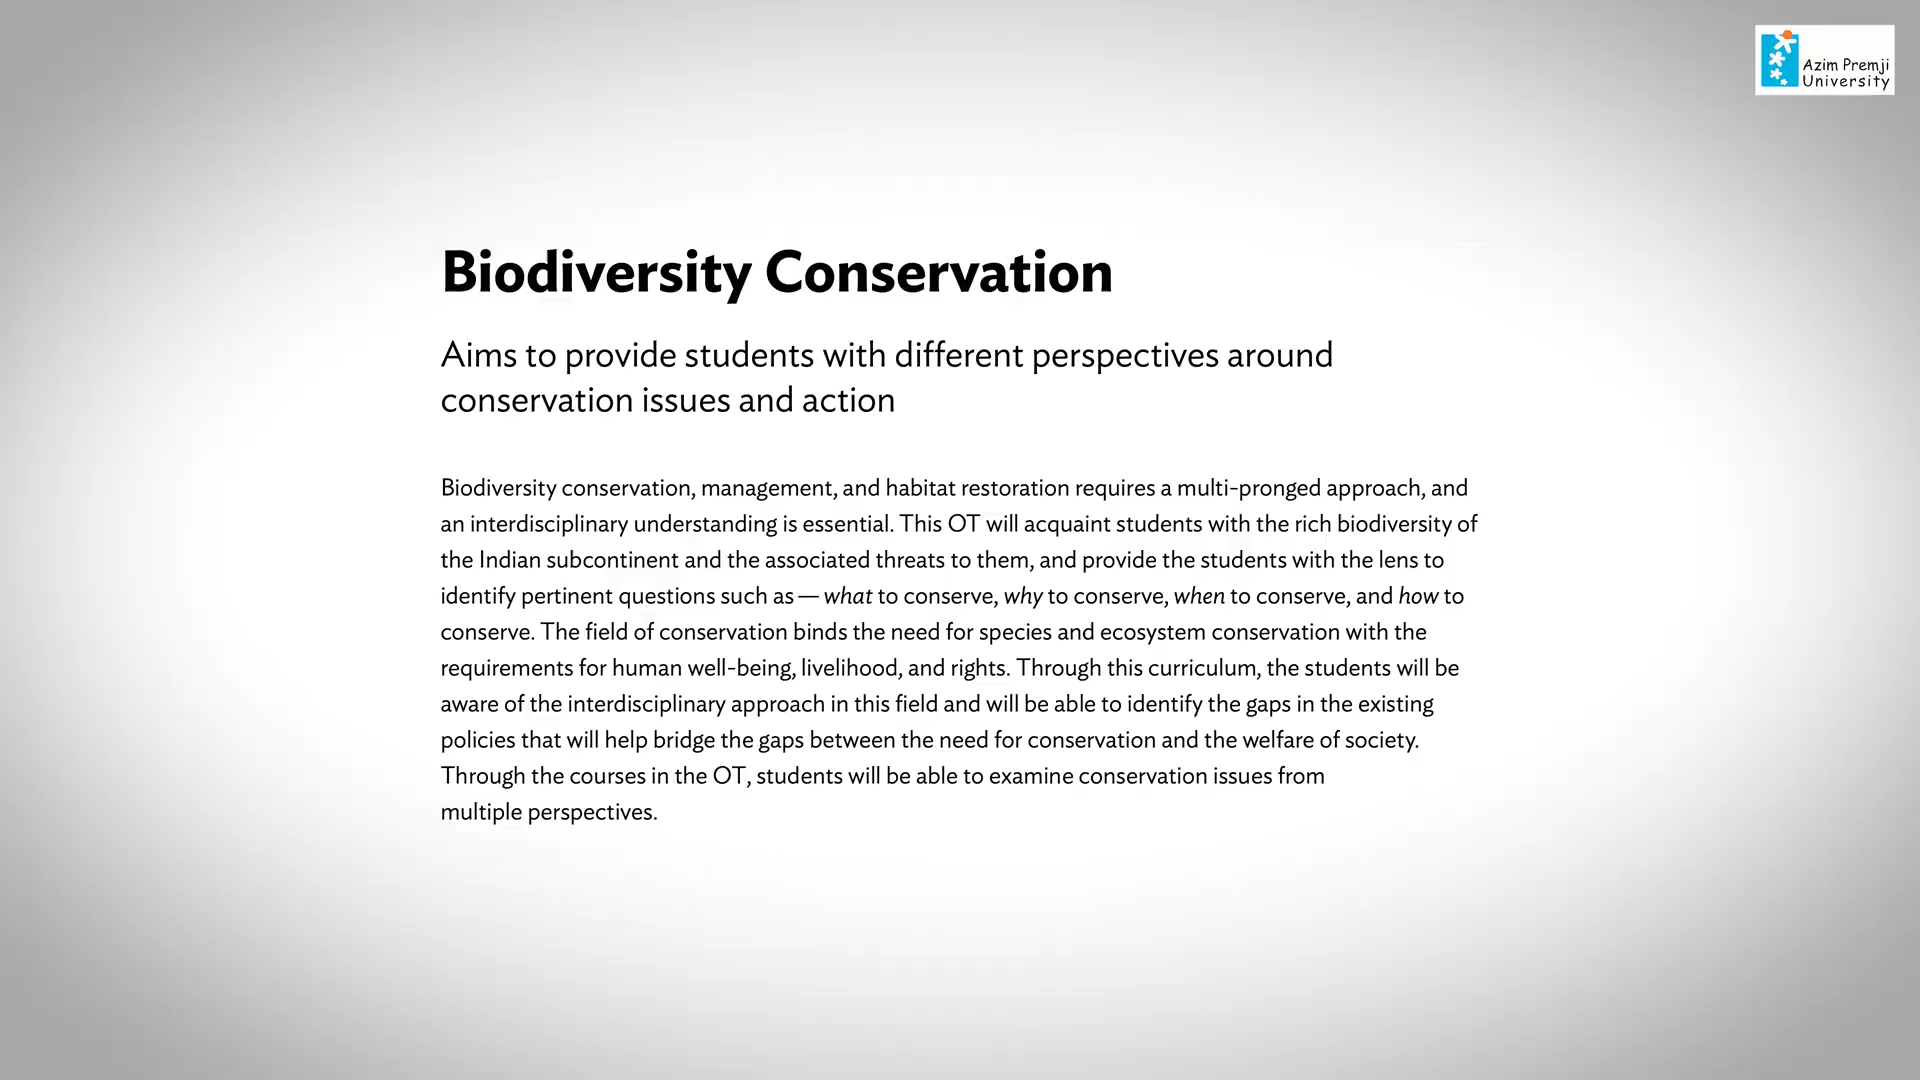 Azim Premji
University
Biodiversity Conservation
Aims to provide students with different perspectives around
conservation issues and action
Biodiversity conservation, management, and habitat restoration requires a multi-pronged approach, and
an interdisciplinary understanding is essential. This OT will acquaint students with the rich biodiversity of
the Indian subcontinent and the associated threats to them, and provide the students with the lens to
identify pertinent questions such as — what to conserve, why to conserve, when to conserve, and how to
conserve. The field of conservation binds the need for species and ecosystem conservation with the
requirements for human well-being, livelihood, and rights. Through this curriculum, the students will be
aware of the interdisciplinary approach in this field and will be able to identify the gaps in the existing
policies that will help bridge the gaps between the need for conservation and the welfare of society.
Through the courses in the OT, students will be able to examine conservation issues from
multiple perspectives.